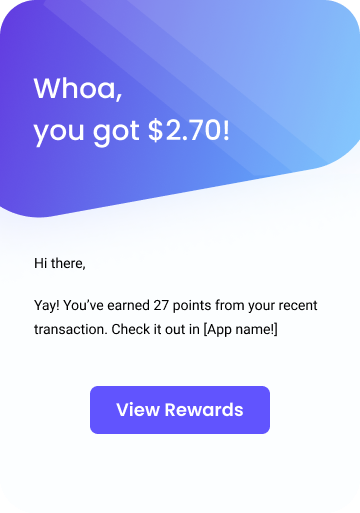 Whoa,
you got $2.70!
Hi there,
Yay! You’ve earned 27 points from your recent
transaction. Check it out in [App name!]
View Rewards